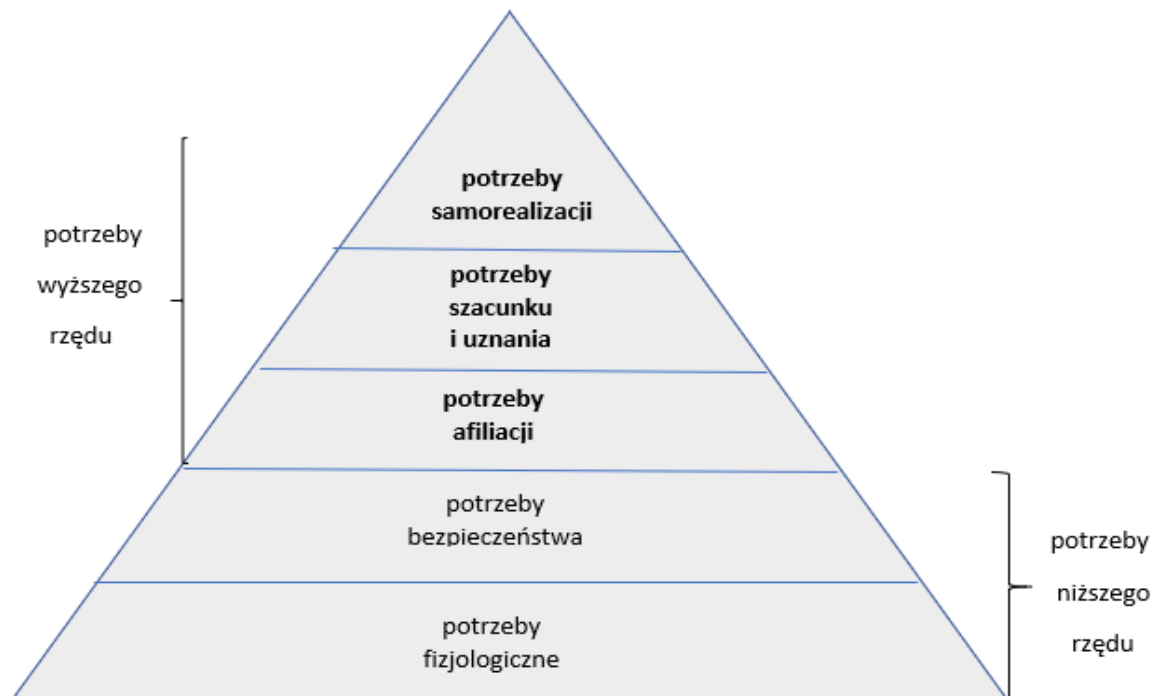 potrzeby
samorealizacji
potrzeby
wyższego
rzędu
potrzeby
szacunku
i uznania
potrzeby
afiliacji
potrzeby
bezpieczeństwa
potrzeby
niższego
rzędu
potrzeby
fizjologiczne